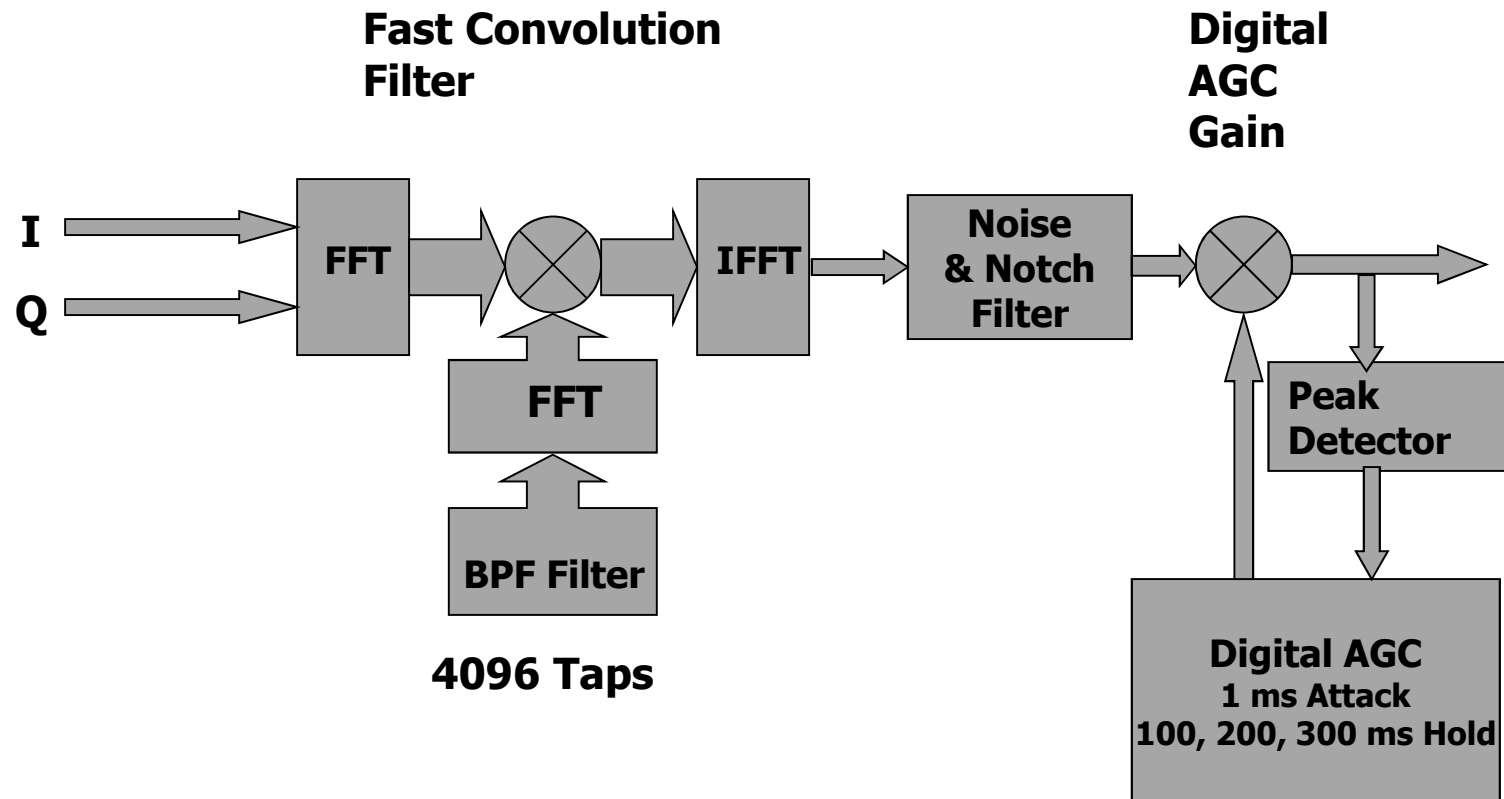 Fast Convolution
Filter
Digital
AGC
Gain
I
Q
FFT
IFFT
Noise
& Notch
Filter
FFT
BPF Filter
4096 Taps
Peak
Detector
Digital AGC
1 ms Attack
100, 200, 300 ms Hold